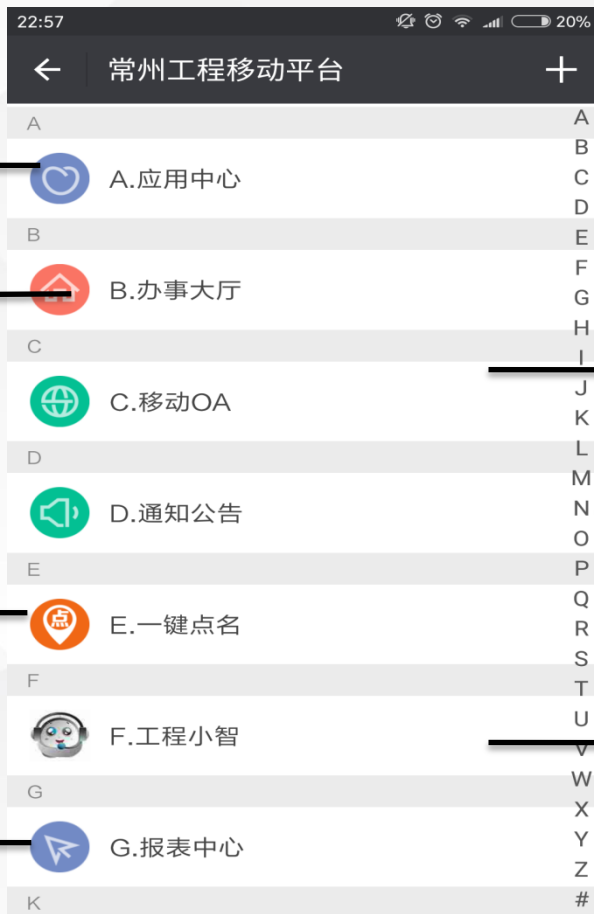 22:57 20%
常州工程移动平台
A
A.应用中心
B
B.办事大厅
C
C.移动OA
D
D.通知公告
E
点
E.一键点名
F
F.工程小智
G
G.报表中心
K
A
B
C
D
E
F
G
H
I
J
K
L
M
N
O
P
Q
R
S
T
U
V
W
X
Y
Z
#